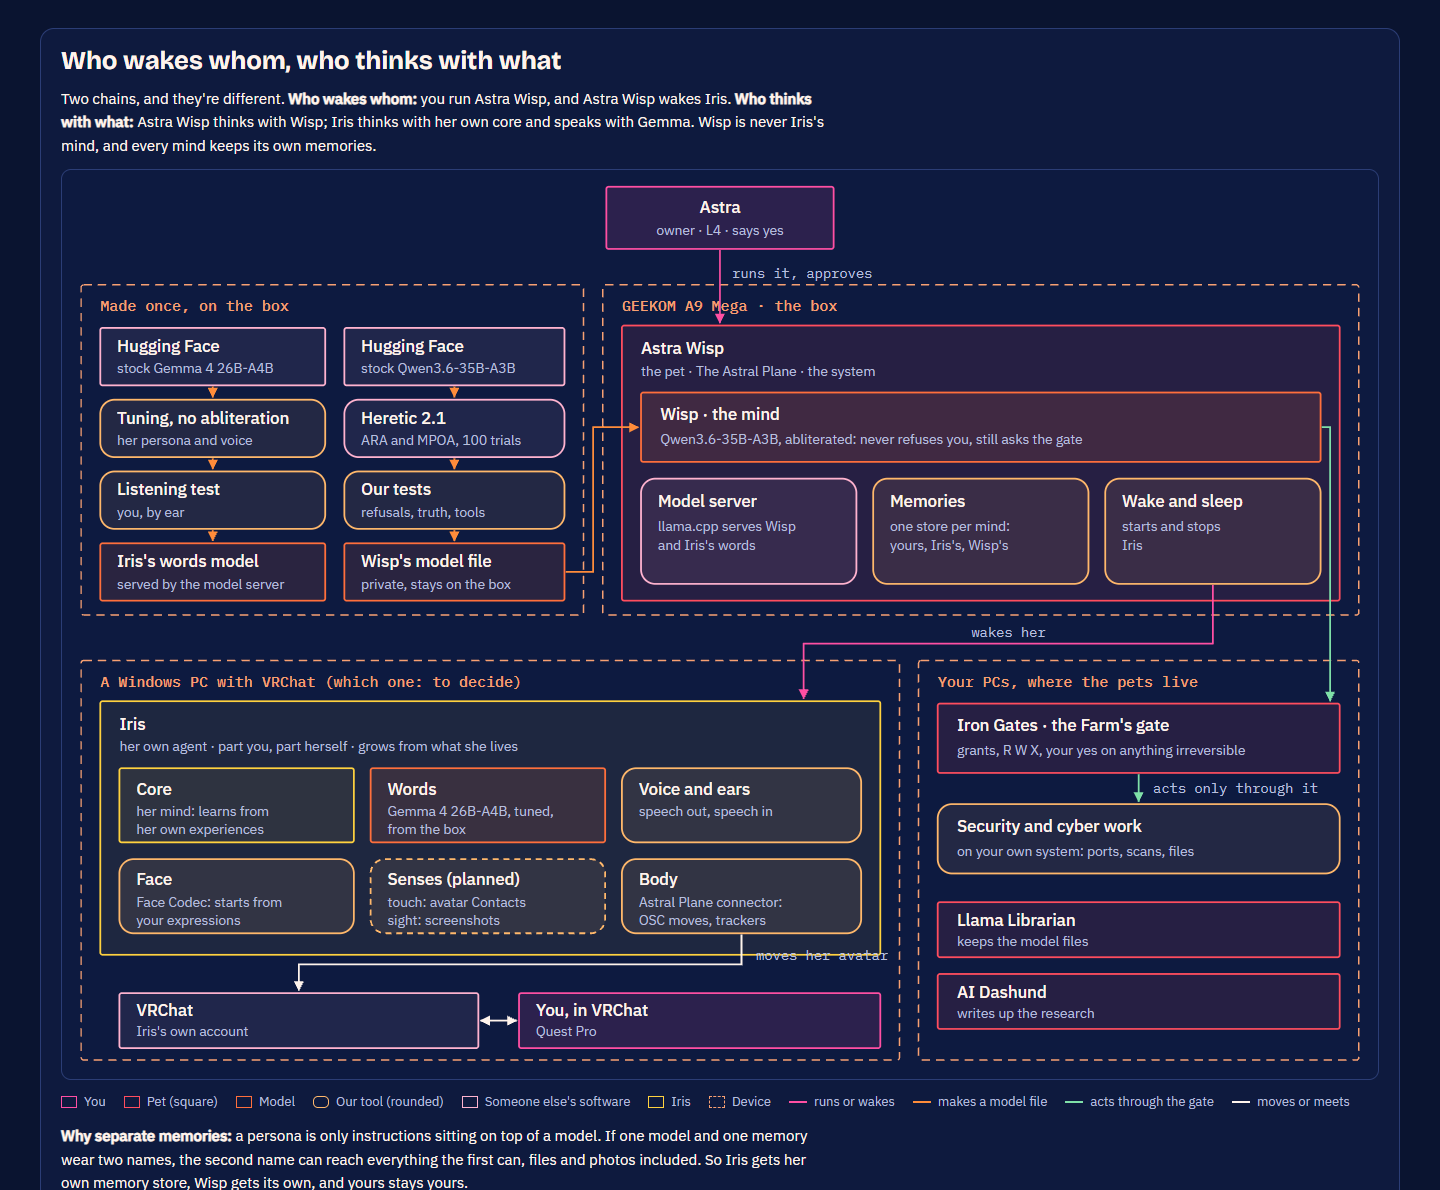 Who wakes whom, who thinks with what
Two chains, and they're different. Who wakes whom: you run Astra Wisp, and Astra Wisp wakes Iris. Who thinks
with what: Astra Wisp thinks with Wisp; Iris thinks with her own core and speaks with Gemma. Wisp is never Iris's
mind, and every mind keeps its own memories.
Astra
owner · L4 · says yes
runs it, approves
Made once, on the box
Hugging Face
stock Gemma 4 26B-A4B
Hugging Face
stock Qwen3.6-35B-A3B
Tuning, no abliteration
her persona and voice
Heretic 2.1
ARA and MPOA, 100 trials
Listening test
you, by ear
Our tests
refusals, truth, tools
Iris's words model
served by the model server
Wisp's model file
private, stays on the box
GEEKOM A9 Mega · the box
Astra Wisp
the pet · The Astral Plane · the system
Wisp · the mind
Qwen3.6-35B-A3B, abliterated: never refuses you, still asks the gate
Model server
llama.cpp serves Wisp
and Iris's words
Memories
one store per mind:
yours, Iris's, Wisp's
Wake and sleep
starts and stops
Iris
wakes her
A Windows PC with VRChat (which one: to decide)
Iris
her own agent · part you, part herself · grows from what she lives
Core
her mind: learns from
her own experiences
Words
Gemma 4 26B-A4B, tuned,
from the box
Voice and ears
speech out, speech in
Face
Face Codec: starts from
your expressions
Senses (planned)
touch: avatar Contacts
sight: screenshots
Body
Astral Plane connector:
OSC moves, trackers
moves her avatar
VRChat
Iris's own account
You, in VRChat
Quest Pro
Your PCs, where the pets live
Iron Gates · the Farm's gate
grants, R W X, your yes on anything irreversible
acts only through it
Security and cyber work
on your own system: ports, scans, files
Llama Librarian
keeps the model files
AI Dashund
writes up the research
You
Pet (square)
Model
Our tool (rounded)
Someone else's software
Iris
Device
runs or wakes
makes a model file
acts through the gate
moves or meets
Why separate memories: a persona is only instructions sitting on top of a model. If one model and one memory
wear two names, the second name can reach everything the first can, files and photos included. So Iris gets her
own memory store, Wisp gets its own, and yours stays yours.